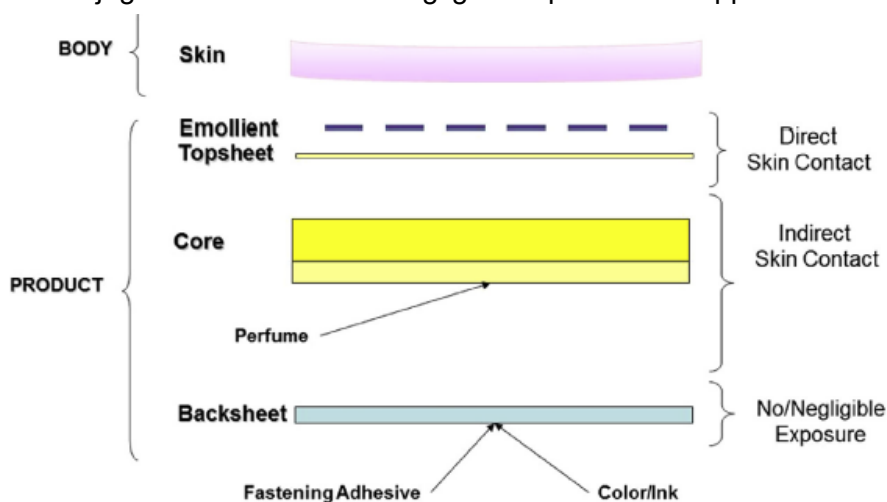 BODY
Skin
Emollient
Topsheet
Direct
Skin Contact
Core
Indirect
Skin Contact
PRODUCT
Perfume
Backsheet
No/Negligible
Exposure
Fastening Adhesive
Color/Ink